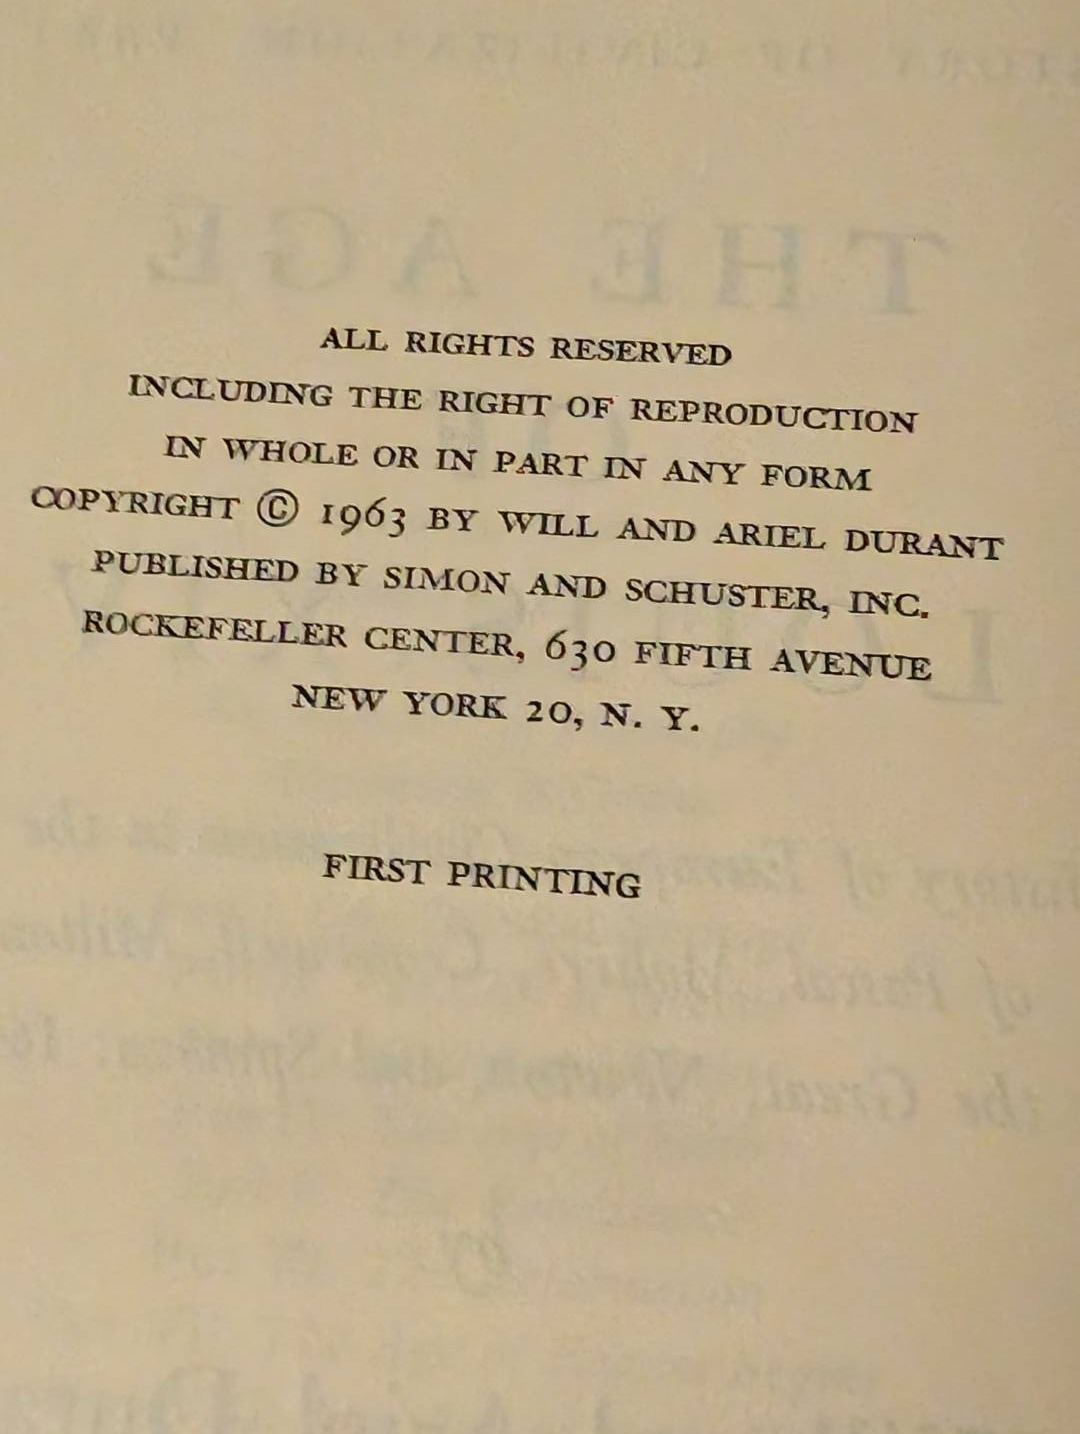 ALL RIGHTS RESERVED
INCLUDING THE RIGHT OF REPRODUCTION
IN WHOLE OR IN PART IN ANY FORM
COPYRIGHT © 1963 BY WILL AND ARIEL DURANT
PUBLISHED BY SIMON AND SCHUSTER, INC.
ROCKEFELLER CENTER, 630 FIFTH AVENUE
NEW YORK 20, N. Y.
FIRST PRINTING